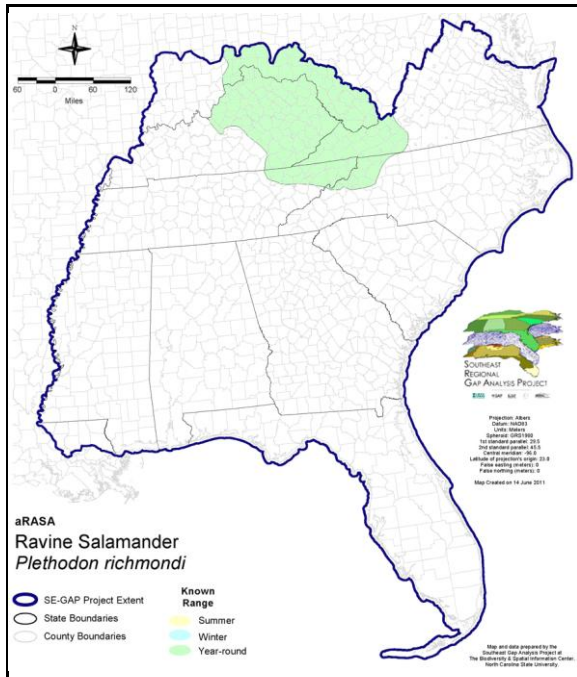 N
60 0 60 120
Miles
SOUTHEAST
REGIONAL
GAP ANALYSIS PROJECT
Projection: Albers
Datum: NAD83
Units: Meters
Spheroid: GRS1980
1st standard parallel: 29.5
2nd standard parallel: 45.5
Central meridian: -96.0
Latitude of projection's origin: 23.0
False easting (meters): 0
False northing (meters): 0
Map Created on 14 June 2011
aRASA
Ravine Salamander
Plethodon richmondi
SE-GAP Project Extent
State Boundaries
County Boundaries
Known
Range
Summer
Winter
Year-round
Map and data prepared by the
Southeast Gap Analysis Project at
The Biodiversity & Spatial Information Center,
North Carolina State University.